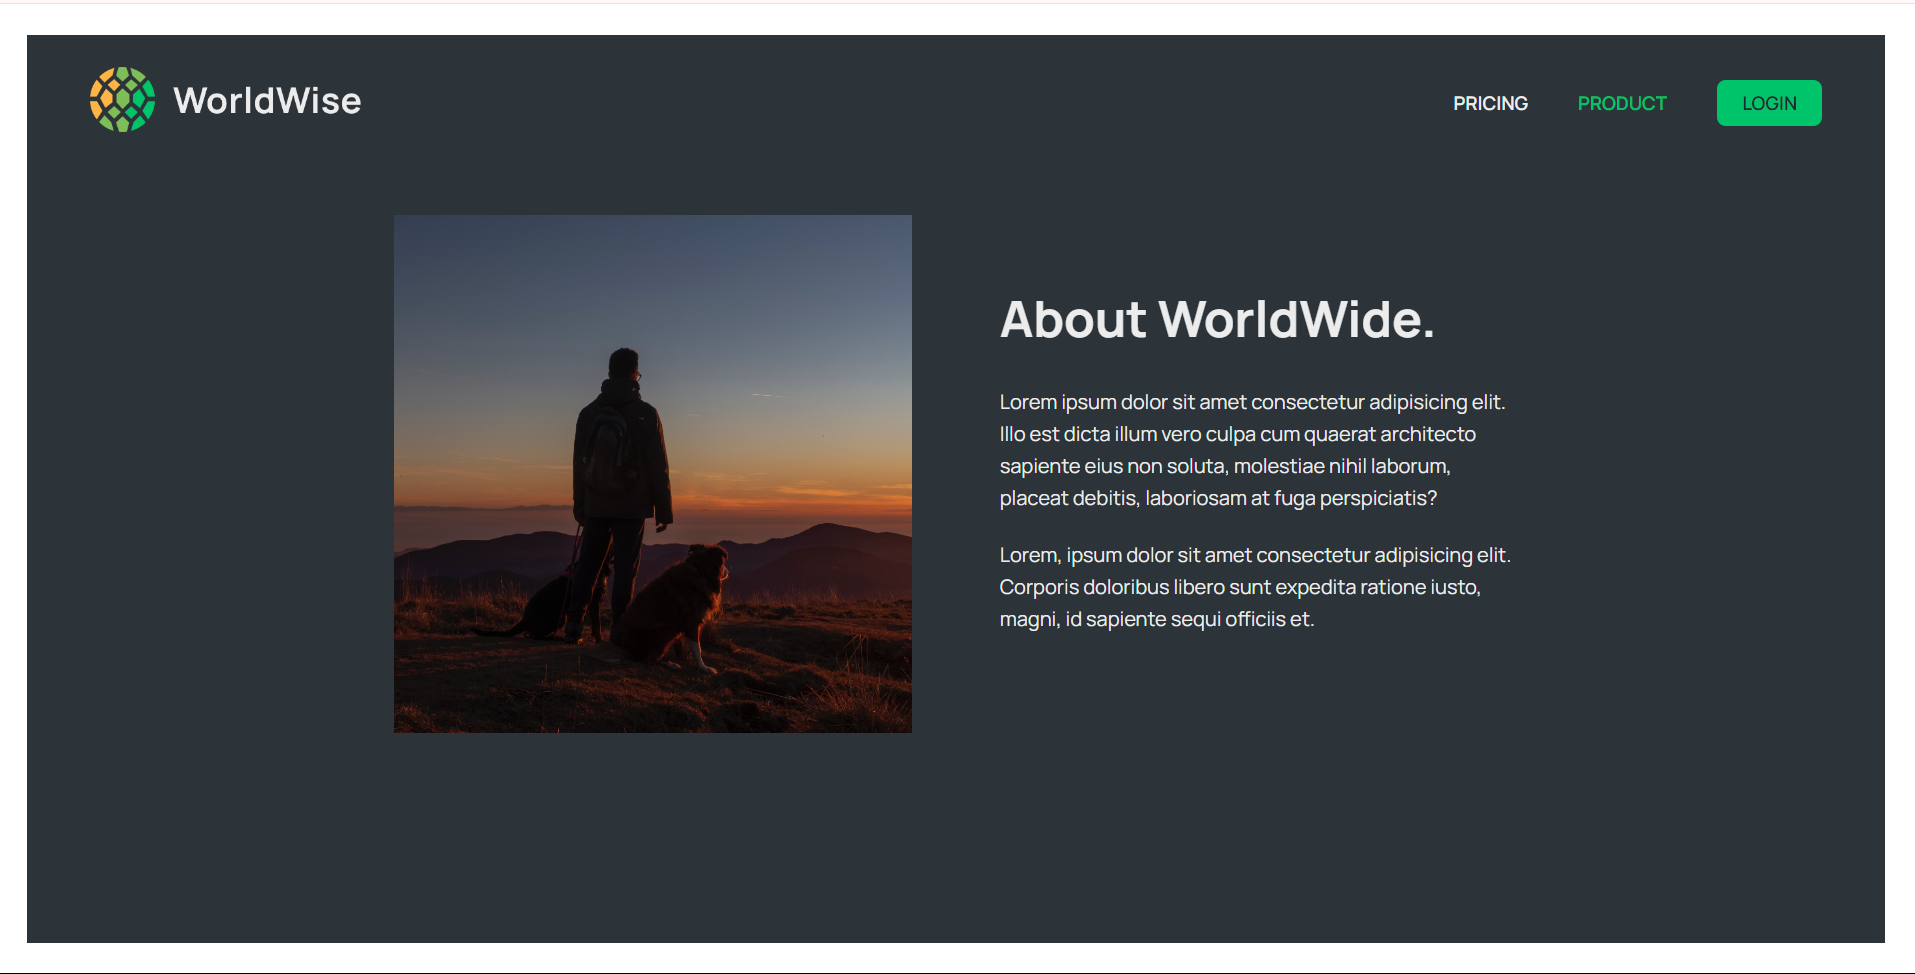 WorldWise
PRICING
PRODUCT
LOGIN
About WorldWide.
Lorem ipsum dolor sit amet consectetur adipisicing elit.
Illo est dicta illum vero culpa cum quaerat architecto
sapiente eius non soluta, molestiae nihil laborum,
placeat debitis, laboriosam at fuga perspiciatis?
Lorem, ipsum dolor sit amet consectetur adipisicing elit.
Corporis doloribus libero sunt expedita ratione iusto,
magni, id sapiente sequi officiis et.